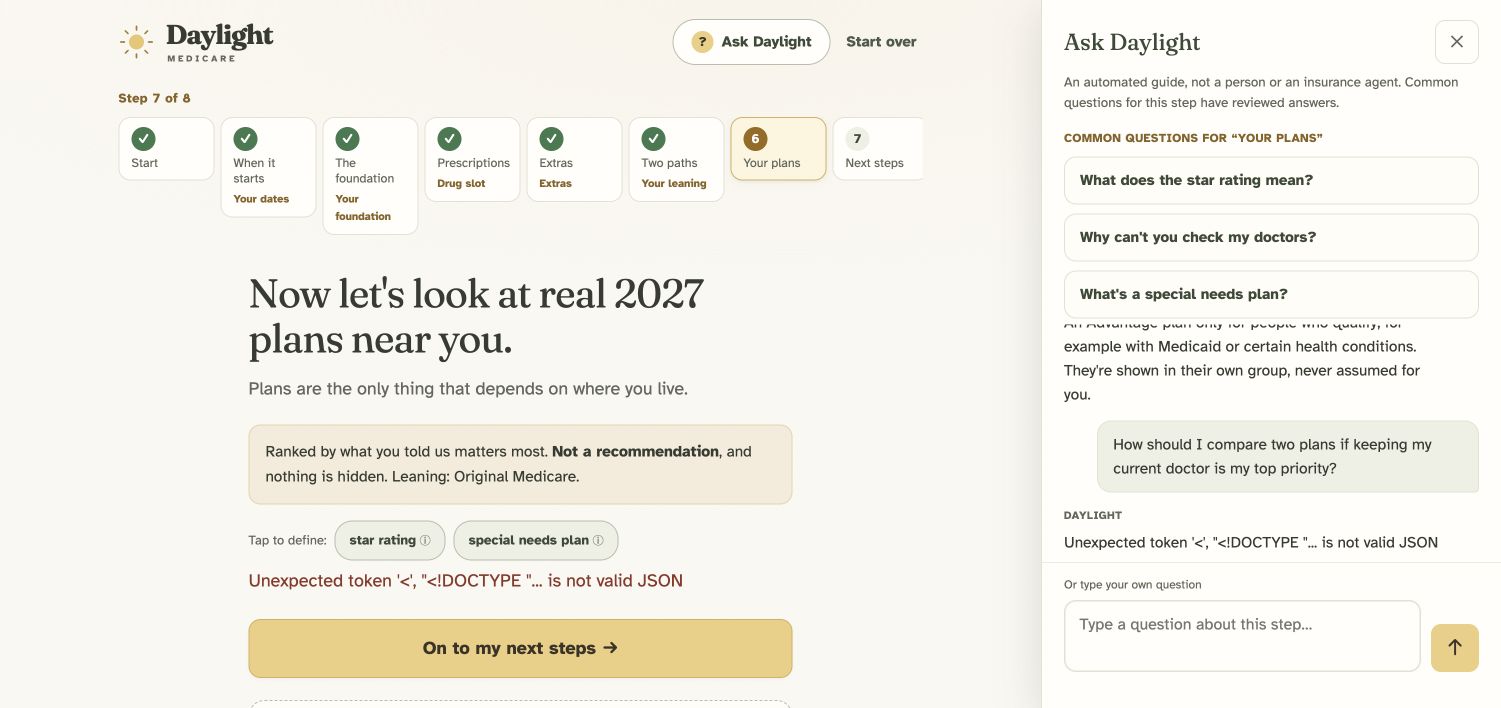 Daylight
MEDICARE
? Ask Daylight
Start over
Step 7 of 8
Start
When it
starts
Your dates
The
foundation
Your
foundation
Prescriptions
Drug slot
Extras
Extras
Two paths
Your leaning
6
Your plans
7
Next steps
Now let's look at real 2027
plans near you.
Plans are the only thing that depends on where you live.
Ranked by what you told us matters most. Not a recommendation, and
nothing is hidden. Leaning: Original Medicare.
Tap to define: star rating ⓘ special needs plan ⓘ
Unexpected token '<', "<!DOCTYPE "... is not valid JSON
On to my next steps →
Ask Daylight
An automated guide, not a person or an insurance agent. Common
questions for this step have reviewed answers.
COMMON QUESTIONS FOR “YOUR PLANS”
What does the star rating mean?
Why can't you check my doctors?
What's a special needs plan?
An Advantage plan only for people who qualify, for
example with Medicaid or certain health conditions.
They're shown in their own group, never assumed for
you.
How should I compare two plans if keeping my
current doctor is my top priority?
DAYLIGHT
Unexpected token '<', "<!DOCTYPE "... is not valid JSON
Or type your own question
Type a question about this step...